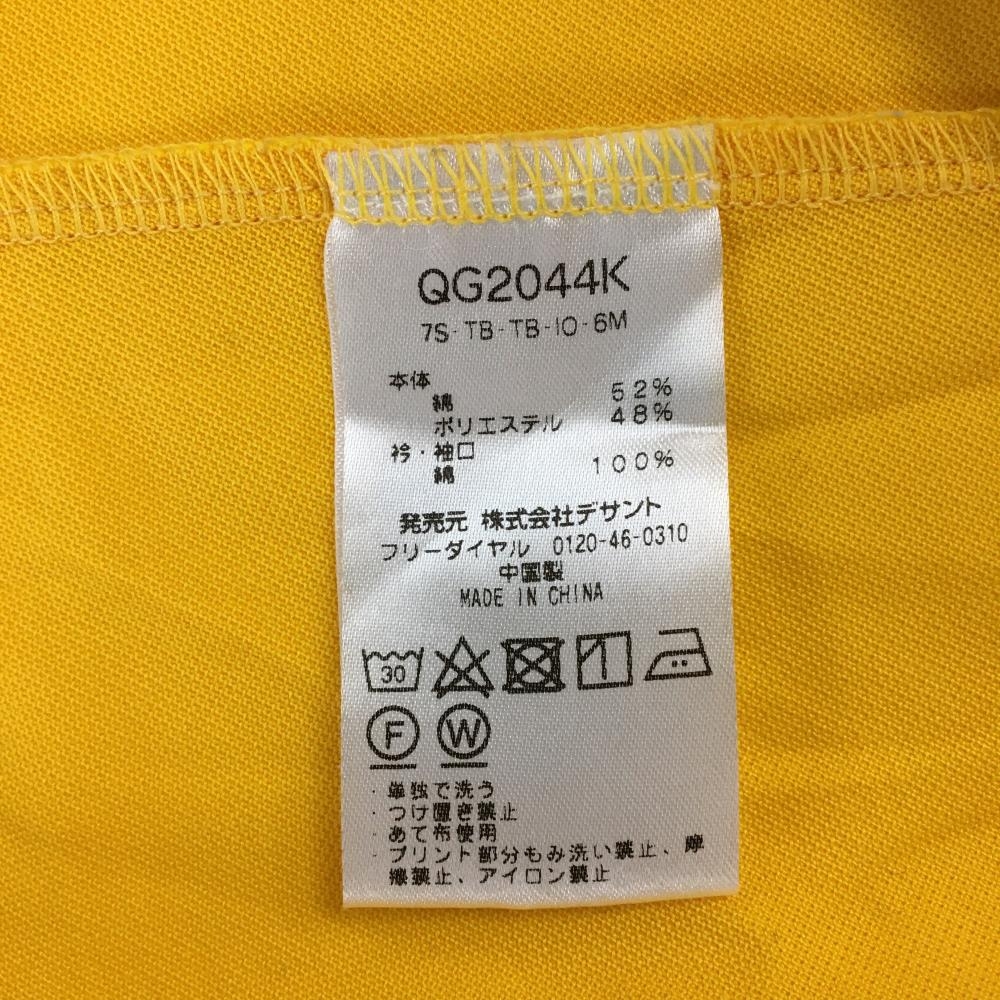 QG2044K
7S-TB-TB-IO-6M
本体
綿 52%
ポリエステル 48%
衿・袖口
綿 100%
発売元 株式会社デサント
フリーダイヤル 0120-46-0310
中国製
MADE IN CHINA
30
F W
・単独で洗う
・つけ置き禁止
・あて布使用
・プリント部分もみ洗い禁止、摩
擦禁止、アイロン禁止